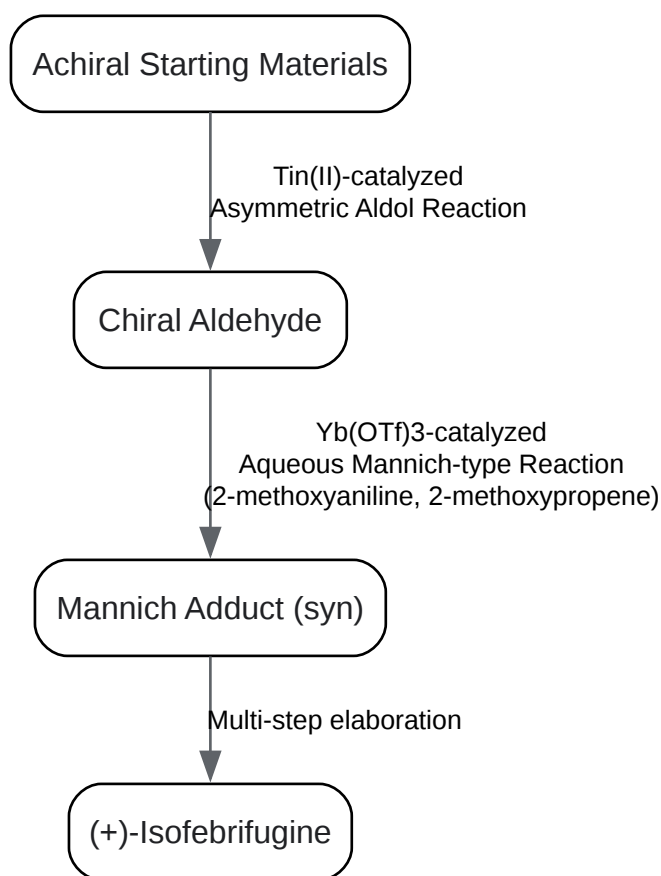 Achiral Starting Materials
Tin(II)-catalyzed
Asymmetric Aldol Reaction
Chiral Aldehyde
Yb(OTf)3-catalyzed
Aqueous Mannich-type Reaction
(2-methoxyaniline, 2-methoxypropene)
Mannich Adduct (syn)
Multi-step elaboration
(+)-Isofebrifugine